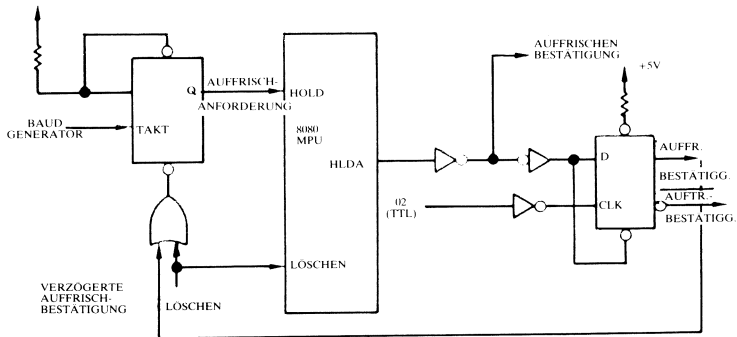 AUFFRISCHEN
BESTÄTIGUNG
+5V
Q
AUFFRISCH-
ANFORDERUNG
HOLD
BAUD
GENERATOR
TAKT
8080
MPU
HLDA
D
AUFFR.
BESTÄTIGG.
AUFTR.-
BESTÄTIGG.
02
(TTL)
CLK
LÖSCHEN
VERZÖGERTE
AUFFRISCH-
BESTÄTIGUNG
LÖSCHEN